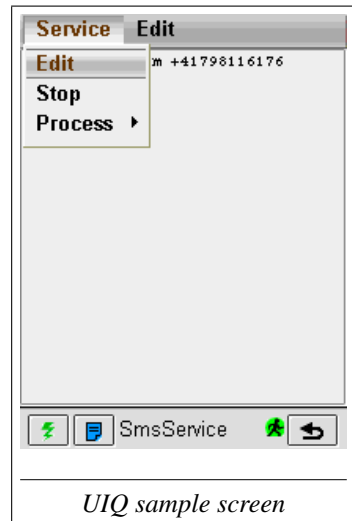 Service Edit
Edit m +41798116176
Stop
Process
SmsService
UIQ sample screen